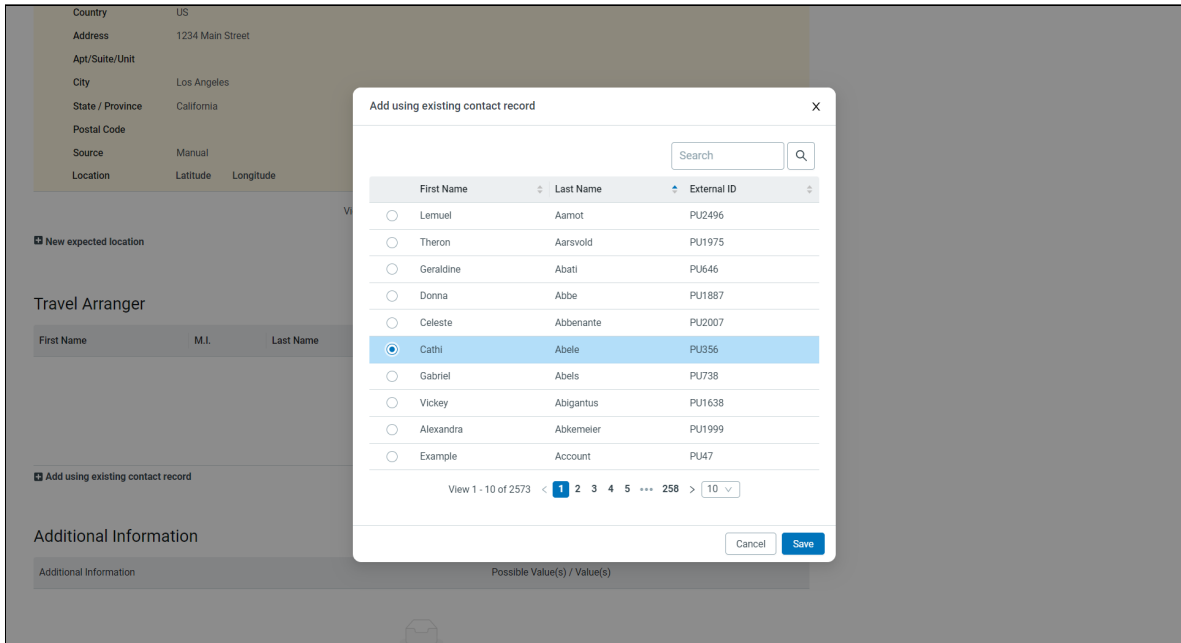 Country US
Address 1234 Main Street
Apt/Suite/Unit
City Los Angeles
State / Province California
Postal Code
Source Manual
Location Latitude Longitude
Vi
New expected location
Travel Arranger
First Name M.I. Last Name
Add using existing contact record
Additional Information
Additional Information Possible Value(s) / Value(s)
Add using existing contact record X
Search
First Name Last Name External ID
Lemuel Aamot PU2496
Theron Aarsvold PU1975
Geraldine Abati PU646
Donna Abbe PU1887
Celeste Abbenante PU2007
Cathi Abele PU356
Gabriel Abels PU738
Vickey Abigantus PU1638
Alexandra Abkemeier PU1999
Example Account PU47
View 1 - 10 of 2573 < 1 2 3 4 5 ••• 258 > 10
Cancel Save